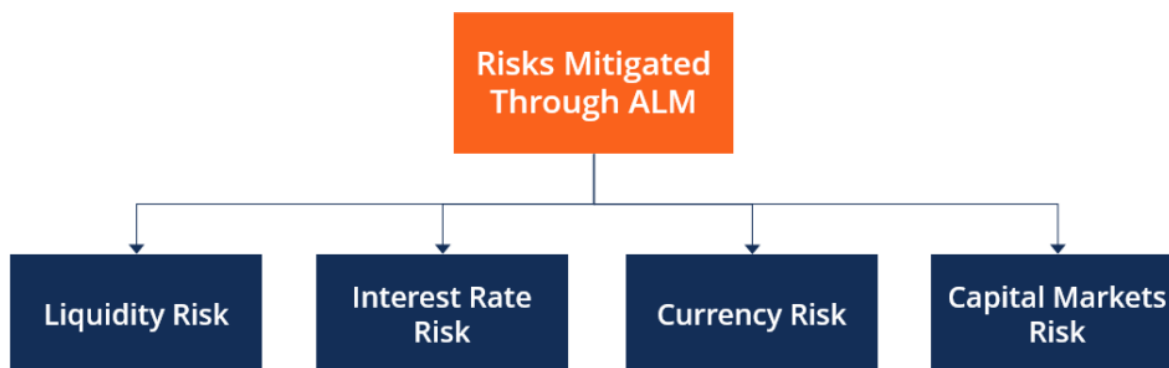 Risks Mitigated
Through ALM
Liquidity Risk
Interest Rate
Risk
Currency Risk
Capital Markets
Risk